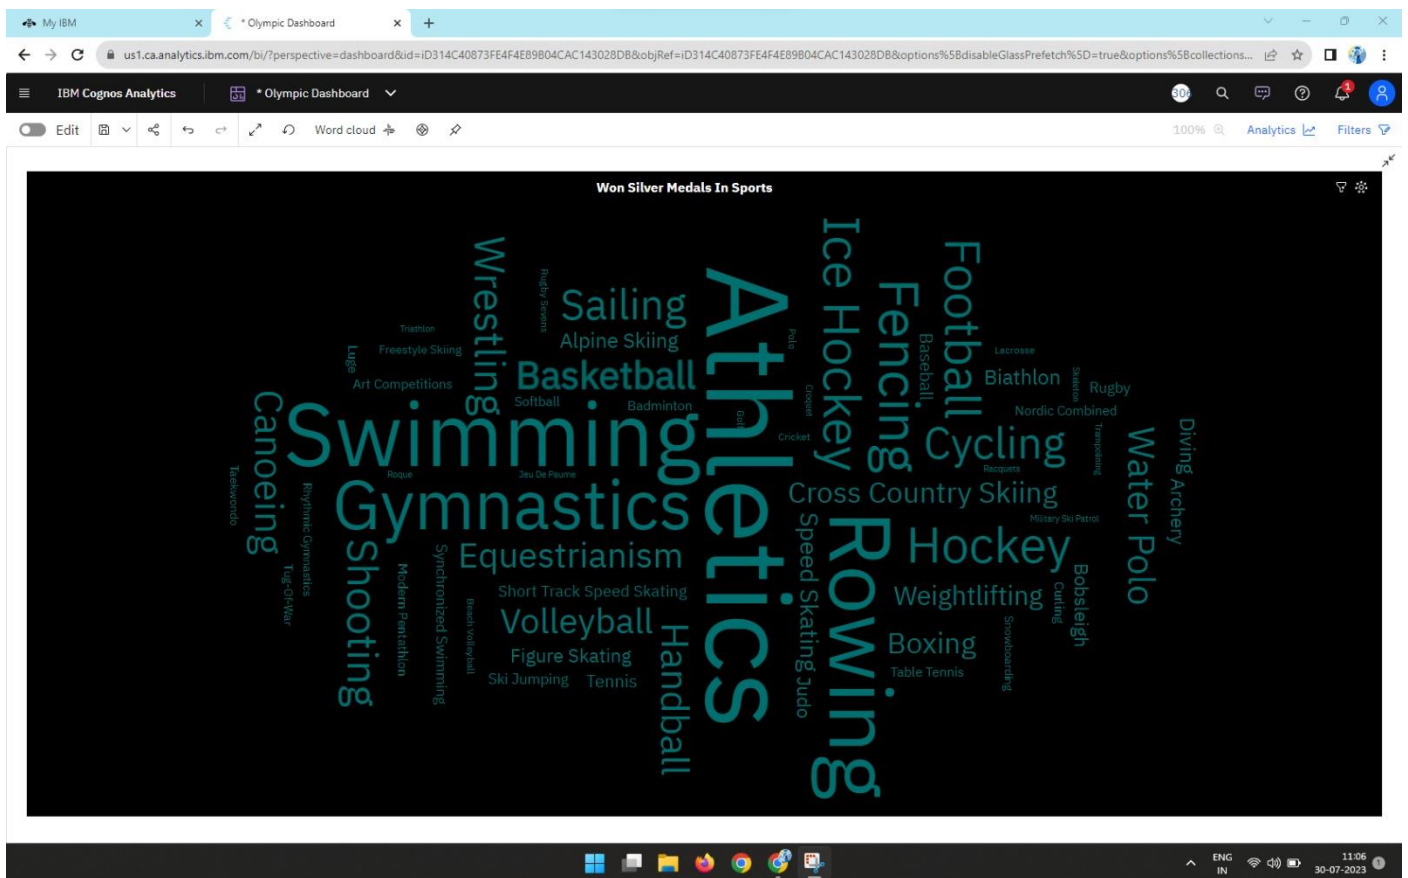 My IBM
* Olympic Dashboard
us1.ca.analytics.ibm.com/bi/?perspective=dashboard&id=iD314C40873FE4F4E89B04CAC143028DB&objRef=iD314C40873FE4F4E89B04CAC143028DB&options%5BdisableGlassPrefetch%5D=true&options%5Bcollections...
IBM Cognos Analytics
* Olympic Dashboard
306
1
Edit
Word cloud
100%
Analytics
Filters
Won Silver Medals In Sports
Ice Hockey
Wrestling
Football
Rugby Sevens
Athletics
Fencing
Sailing
Triathlon
Polo
Alpine Skiing
Baseball
Luge
Freestyle Skiing
Lacrosse
Basketball
Biathlon
Skeleton
Art Competitions
Rugby
Croquet
Canoeing
Softball
Badminton
Swimming
Golf
Nordic Combined
Diving
Cricket
Cycling
Trampolining
Water Polo
Taekwondo
Roque
Jeu De Paume
Racquets
Archery
Gymnastics
Rhythmic Gymnastics
Cross Country Skiing
Speed Skating
Rowing
Military Ski Patrol
Hockey
Shooting
Equestrianism
Synchronized Swimming
Tug-Of-War
Modern Pentathlon
Bobsleigh
Short Track Speed Skating
Curling
Weightlifting
Beach Volleyball
Volleyball
Snowboarding
Handball
Boxing
Figure Skating
Judo
Table Tennis
Ski Jumping
Tennis
ENG
IN
11:06
30-07-2023
1